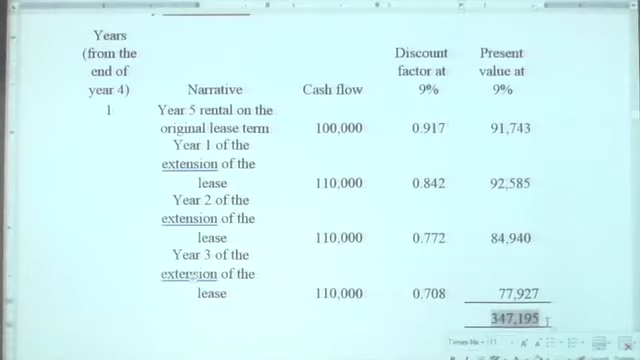 Years
(from the
end of
year 4) Narrative Cash flow Discount factor at 9% Present value at 9%
1 Year 5 rental on the
original lease term 100,000 0.917 91,743
Year 1 of the
extension of the
lease 110,000 0.842 92,585
Year 2 of the
extension of the
lease 110,000 0.772 84,940
Year 3 of the
extension of the
lease 110,000 0.708 77,927
347,195
Times Ne 11